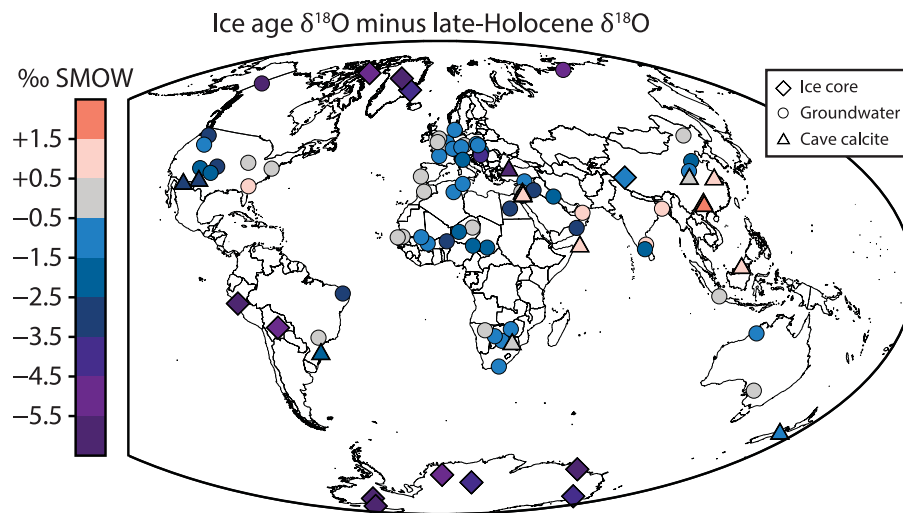 Ice age δ¹⁸O minus late-Holocene δ¹⁸O
‰ SMOW
+1.5
+0.5
−0.5
−1.5
−2.5
−3.5
−4.5
−5.5
Ice core
Groundwater
Cave calcite